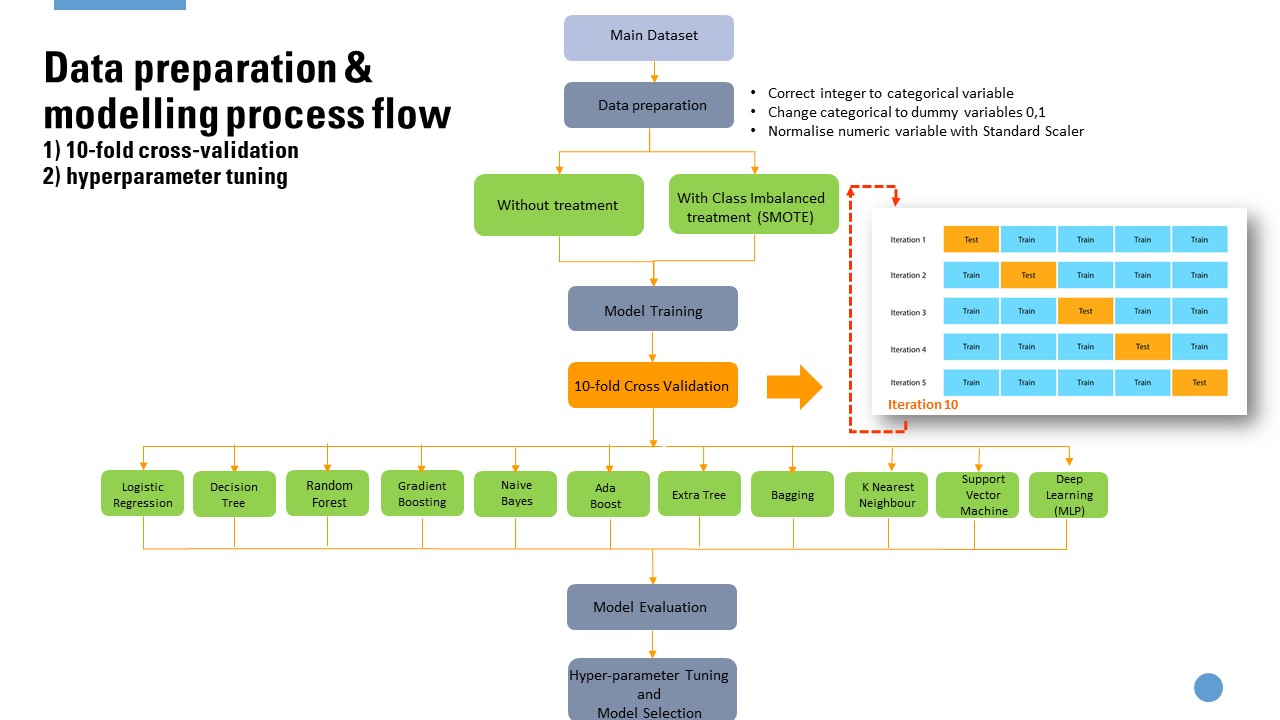 Data preparation &
modelling process flow
1) 10-fold cross-validation
2) hyperparameter tuning
Main Dataset
Data preparation
• Correct integer to categorical variable
• Change categorical to dummy variables 0,1
• Normalise numeric variable with Standard Scaler
Without treatment
With Class Imbalanced
treatment (SMOTE)
Model Training
10-fold Cross Validation
Iteration 1 Test Train Train Train Train
Iteration 2 Train Test Train Train Train
Iteration 3 Train Train Test Train Train
Iteration 4 Train Train Train Test Train
Iteration 5 Train Train Train Train Test
Iteration 10
Logistic
Regression
Decision
Tree
Random
Forest
Gradient
Boosting
Naive
Bayes
Ada
Boost
Extra Tree
Bagging
K Nearest
Neighbour
Support
Vector
Machine
Deep
Learning
(MLP)
Model Evaluation
Hyper-parameter Tuning
and
Model Selection